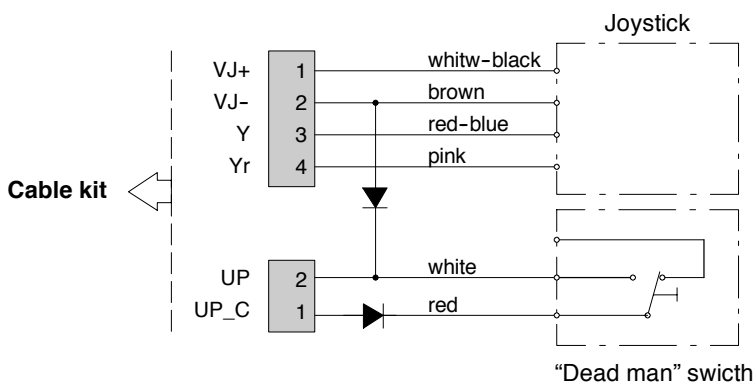 Joystick
VJ+ 1 whitw-black
VJ- 2 brown
Y 3 red-blue
Yr 4 pink
Cable kit
UP 2 white
UP_C 1 red
“Dead man” swicth